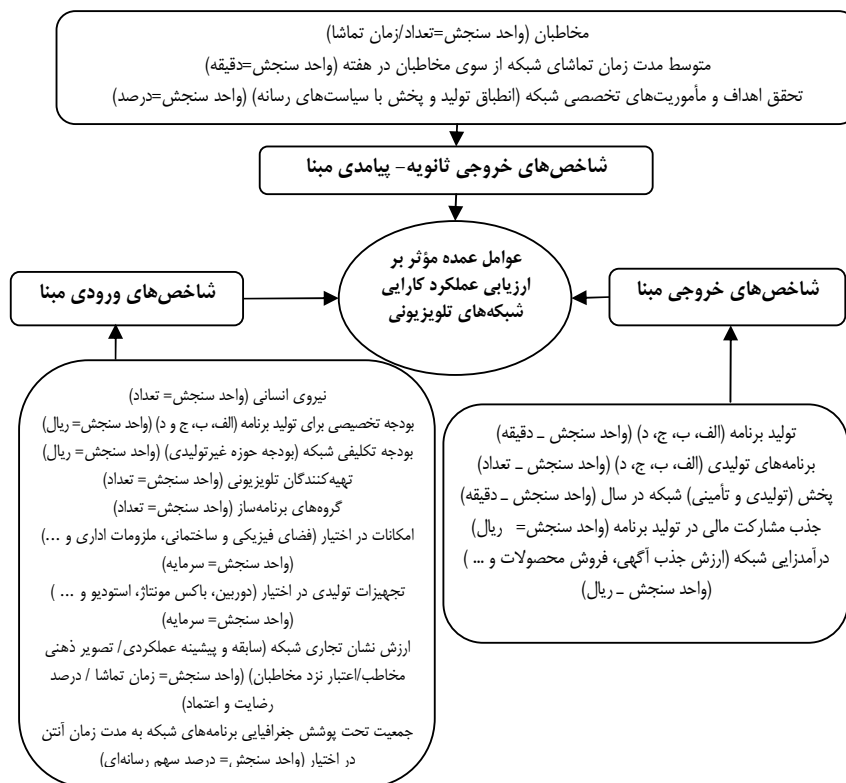 مخاطبان (واحد سنجش=تعداد/زمان تماشا)
متوسط مدت زمان تماشای شبکه از سوی مخاطبان در هفته (واحد سنجش=دقیقه)
تحقق اهداف و مأموریت‌های تخصصی شبکه (انطباق تولید و پخش با سیاست‌های رسانه) (واحد سنجش=درصد)
شاخص‌های خروجی ثانویه- پیامدی مبنا
عوامل عمده مؤثر بر
ارزیابی عملکرد کارایی
شبکه‌های تلویزیونی
شاخص‌های خروجی مبنا
شاخص‌های ورودی مبنا
تولید برنامه (الف، ب، ج، د) (واحد سنجش ـ دقیقه)
برنامه‌های تولیدی (الف، ب، ج، د) (واحد سنجش ـ تعداد)
پخش (تولیدی و تأمینی) شبکه در سال (واحد سنجش ـ دقیقه)
جذب مشارکت مالی در تولید برنامه (واحد سنجش= ریال)
درآمدزایی شبکه (ارزش جذب آگهی، فروش محصولات و ... )
(واحد سنجش ـ ریال)
نیروی انسانی (واحد سنجش= تعداد)
بودجه تخصیصی برای تولید برنامه (الف، ب، ج و د) (واحد سنجش= ریال)
بودجه تکلیفی شبکه (بودجه حوزه غیرتولیدی) (واحد سنجش= ریال)
تهیه‌کنندگان تلویزیونی (واحد سنجش= تعداد)
گروه‌های برنامه‌ساز (واحد سنجش= تعداد)
امکانات در اختیار (فضای فیزیکی و ساختمانی، ملزومات اداری و ...)
(واحد سنجش= سرمایه)
تجهیزات تولیدی در اختیار (دوربین، باکس مونتاژ، استودیو و ... )
(واحد سنجش= سرمایه)
ارزش نشان تجاری شبکه (سابقه و پیشینه عملکردی/ تصویر ذهنی
مخاطب/اعتبار نزد مخاطبان) (واحد سنجش= زمان تماشا / درصد
رضایت و اعتماد)
جمعیت تحت پوشش جغرافیایی برنامه‌های شبکه به مدت زمان آنتن
در اختیار (واحد سنجش= درصد سهم رسانه‌ای)